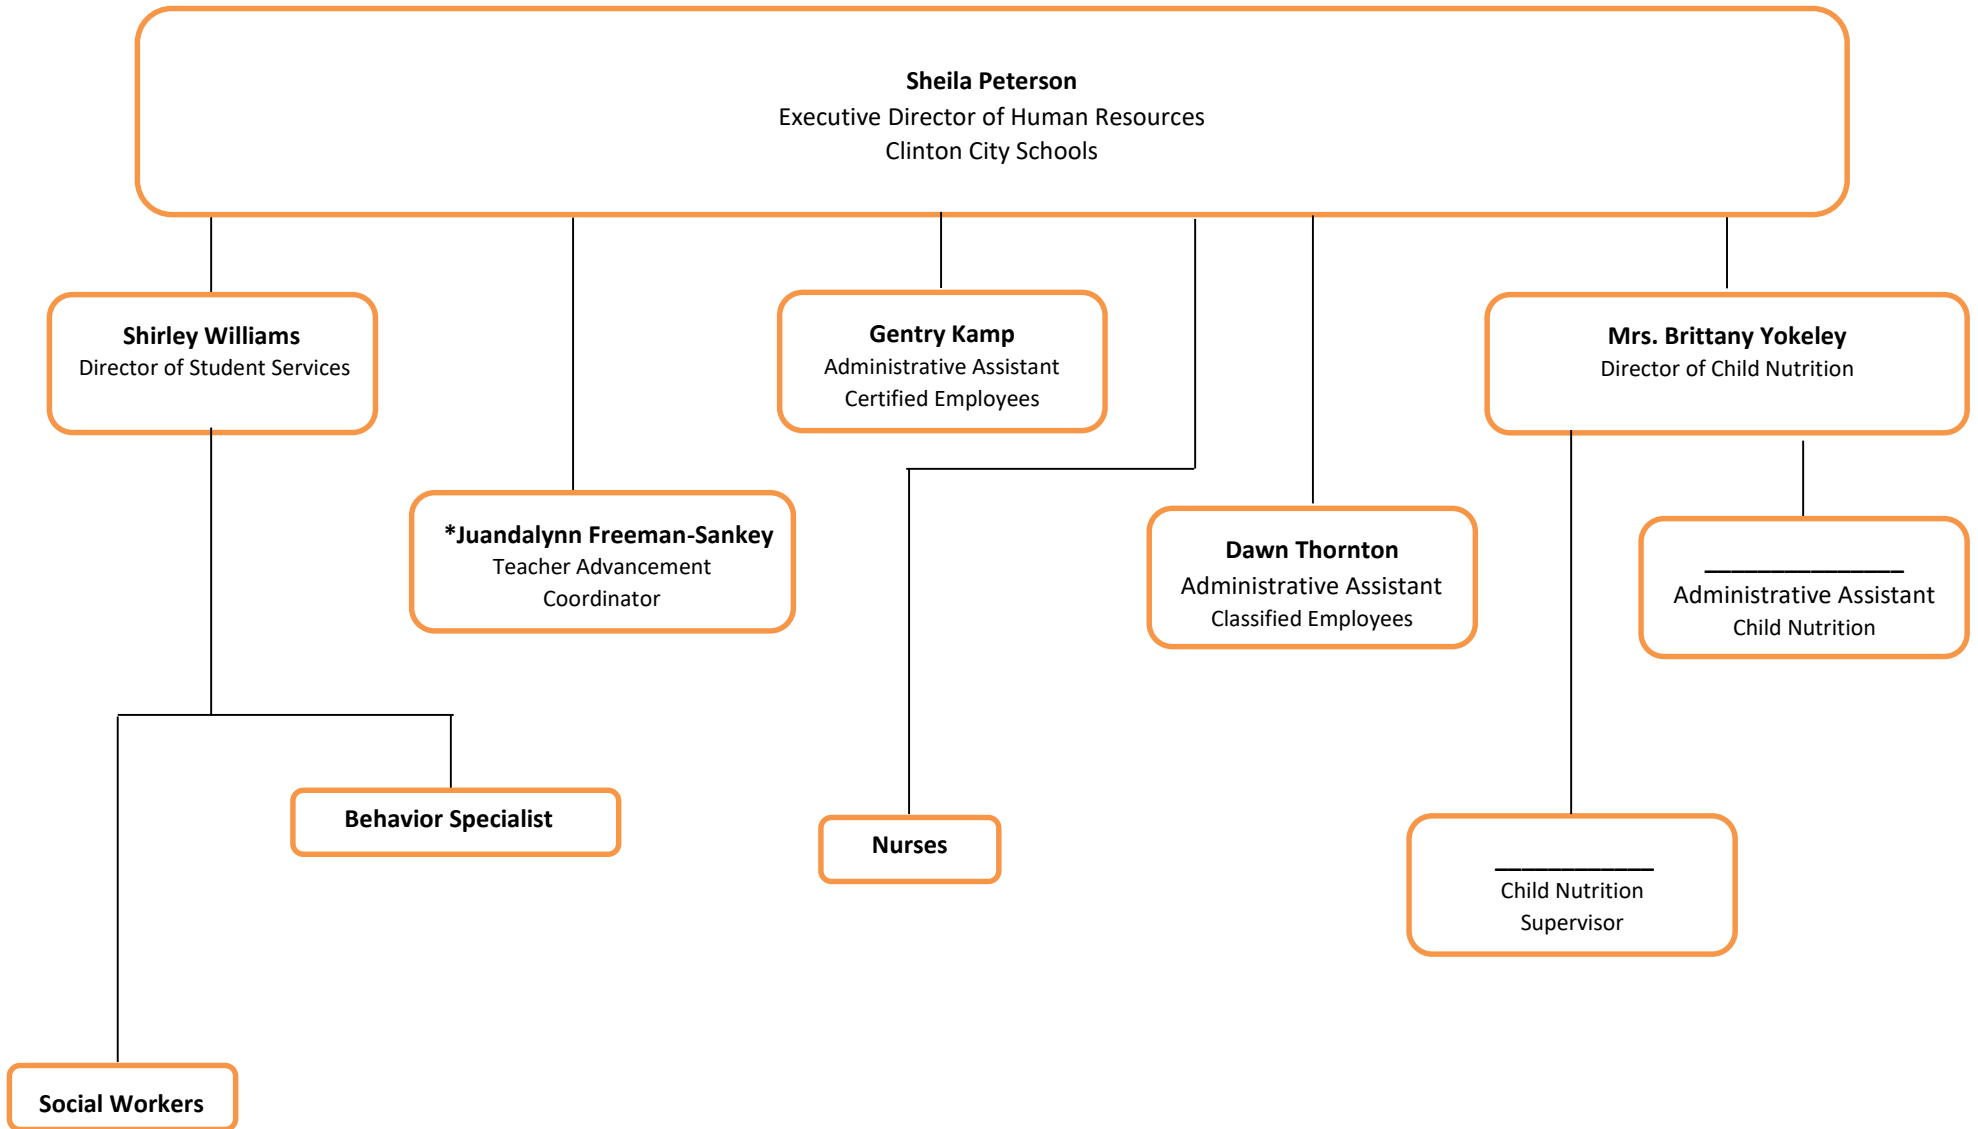 Sheila Peterson
Executive Director of Human Resources
Clinton City Schools
Shirley Williams
Director of Student Services
*Juandalynn Freeman-Sankey
Teacher Advancement
Coordinator
Gentry Kamp
Administrative Assistant
Certified Employees
Dawn Thornton
Administrative Assistant
Classified Employees
Mrs. Brittany Yokeley
Director of Child Nutrition
_______________
Administrative Assistant
Child Nutrition
Behavior Specialist
Nurses
____________
Child Nutrition
Supervisor
Social Workers